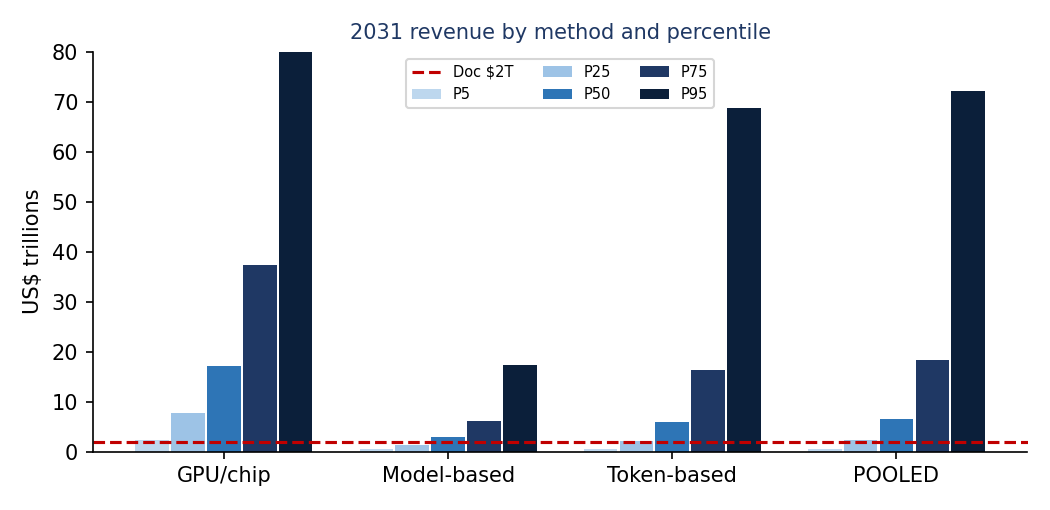 2031 revenue by method and percentile
US$ trillions
80
70
60
50
40
30
20
10
0
Doc $2T
P5
P25
P50
P75
P95
GPU/chip
Model-based
Token-based
POOLED